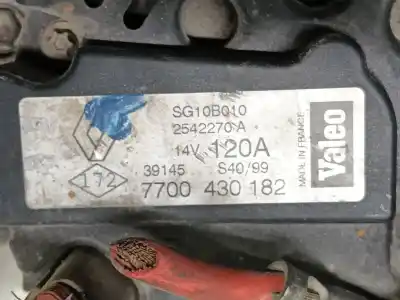 SG10B010
2542270 A
14V 120A
39145 S40/99
172 7700 430 182
Valeo
MADE IN FRANCE